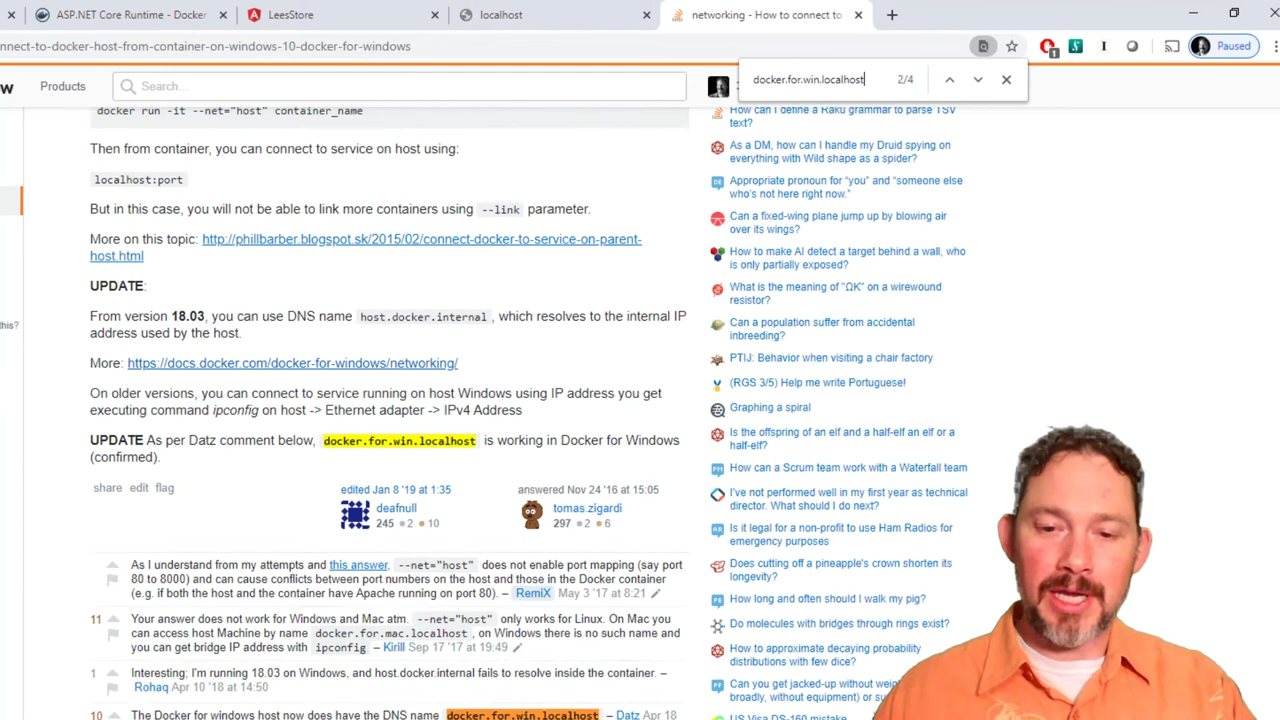 ASP.NET Core Runtime - Docker
LeesStore
localhost
networking - How to connect to
nnect-to-docker-host-from-container-on-windows-10-docker-for-windows
1
Paused
w
Products
Search...
docker.for.win.localhost
2/4
docker run -it --net="host" container_name
Then from container, you can connect to service on host using:
localhost:port
But in this case, you will not be able to link more containers using --link parameter.
More on this topic: http://phillbarber.blogspot.sk/2015/02/connect-docker-to-service-on-parent-
host.html
UPDATE:
this?
From version 18.03, you can use DNS name host.docker.internal, which resolves to the internal IP
address used by the host.
More: https://docs.docker.com/docker-for-windows/networking/
On older versions, you can connect to service running on host Windows using IP address you get
executing command ipconfig on host -> Ethernet adapter -> IPv4 Address
UPDATE As per Datz comment below, docker.for.win.localhost is working in Docker for Windows
(confirmed).
share edit flag
edited Jan 8 '19 at 1:35
deafnull
245 2 10
answered Nov 24 '16 at 15:05
tomas.zigardi
297 2 6
As I understand from my attempts and this answer, --net="host" does not enable port mapping (say port
80 to 8000) and can cause conflicts between port numbers on the host and those in the Docker container
(e.g. if both the host and the container have Apache running on port 80). – RemiX May 3 '17 at 8:21
11 Your answer does not work for Windows and Mac atm. --net="host" only works for Linux. On Mac you
can access host Machine by name docker.for.mac.localhost, on Windows there is no such name and
you can get bridge IP address with ipconfig – Kirill Sep 17 '17 at 19:49
1 Interesting; I'm running 18.03 on Windows, and host.docker.internal fails to resolve inside the container. –
Rohaq Apr 10 '18 at 14:50
10 The Docker for windows host now does have the DNS name docker.for.win.localhost – Datz Apr 18
How can I define a Raku grammar to parse TSV
text?
As a DM, how can I handle my Druid spying on
everything with Wild shape as a spider?
Appropriate pronoun for “you” and “someone else
who's not here right now.”
Can a fixed-wing plane jump up by blowing air
over its wings?
How to make AI detect a target behind a wall, who
is only partially exposed?
What is the meaning of "ΩK" on a wirewound
resistor?
Can a population suffer from accidental
inbreeding?
PTIJ: Behavior when visiting a chair factory
(RGS 3/5) Help me write Portuguese!
Graphing a spiral
Is the offspring of an elf and a half-elf an elf or a
half-elf?
How can a Scrum team work with a Waterfall team
I've not performed well in my first year as technical
director. What should I do next?
Is it legal for a non-profit to use Ham Radios for
emergency purposes
Does cutting off a pineapple's crown shorten its
longevity?
How long and often should I walk my pig?
Do molecules with bridges through rings exist?
How to approximate decaying probability
distributions with few dice?
Can you get jacked-up without
broadly, without equipment) or
US Visa DS-160 mistake